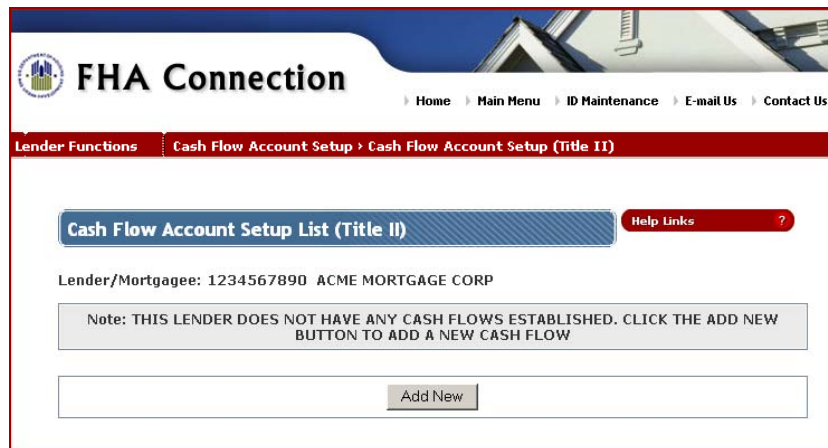 FHA Connection
Home Main Menu ID Maintenance E-mail Us Contact Us
Lender Functions Cash Flow Account Setup > Cash Flow Account Setup (Title II)
Cash Flow Account Setup List (Title II)
Help Links ?
Lender/Mortgagee: 1234567890 ACME MORTGAGE CORP
Note: THIS LENDER DOES NOT HAVE ANY CASH FLOWS ESTABLISHED. CLICK THE ADD NEW
BUTTON TO ADD A NEW CASH FLOW
Add New